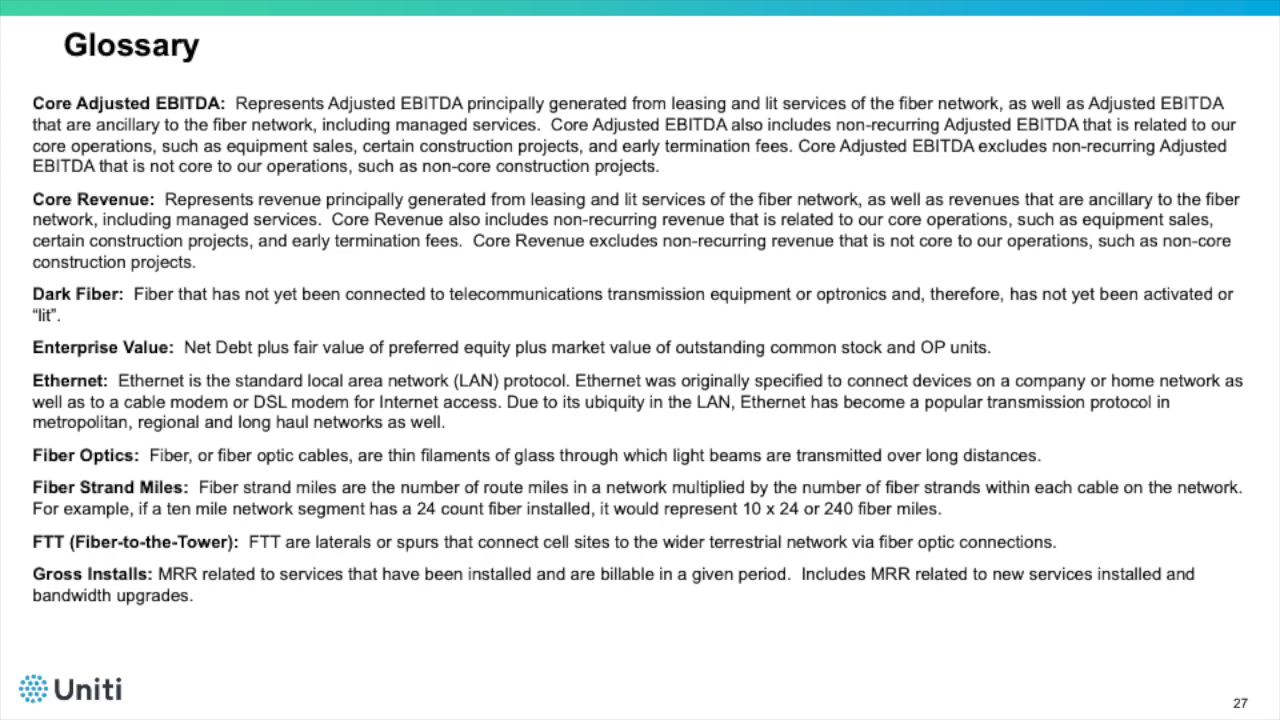 Glossary
Core Adjusted EBITDA:  Represents Adjusted EBITDA principally generated from leasing and lit services of the fiber network, as well as Adjusted EBITDA
that are ancillary to the fiber network, including managed services.  Core Adjusted EBITDA also includes non-recurring Adjusted EBITDA that is related to our
core operations, such as equipment sales, certain construction projects, and early termination fees. Core Adjusted EBITDA excludes non-recurring Adjusted
EBITDA that is not core to our operations, such as non-core construction projects.
Core Revenue:  Represents revenue principally generated from leasing and lit services of the fiber network, as well as revenues that are ancillary to the fiber
network, including managed services.  Core Revenue also includes non-recurring revenue that is related to our core operations, such as equipment sales,
certain construction projects, and early termination fees.  Core Revenue excludes non-recurring revenue that is not core to our operations, such as non-core
construction projects.
Dark Fiber:  Fiber that has not yet been connected to telecommunications transmission equipment or optronics and, therefore, has not yet been activated or
“lit”.
Enterprise Value:  Net Debt plus fair value of preferred equity plus market value of outstanding common stock and OP units.
Ethernet:  Ethernet is the standard local area network (LAN) protocol. Ethernet was originally specified to connect devices on a company or home network as
well as to a cable modem or DSL modem for Internet access. Due to its ubiquity in the LAN, Ethernet has become a popular transmission protocol in
metropolitan, regional and long haul networks as well.
Fiber Optics:  Fiber, or fiber optic cables, are thin filaments of glass through which light beams are transmitted over long distances.
Fiber Strand Miles:  Fiber strand miles are the number of route miles in a network multiplied by the number of fiber strands within each cable on the network.
For example, if a ten mile network segment has a 24 count fiber installed, it would represent 10 x 24 or 240 fiber miles.
FTT (Fiber-to-the-Tower):  FTT are laterals or spurs that connect cell sites to the wider terrestrial network via fiber optic connections.
Gross Installs: MRR related to services that have been installed and are billable in a given period.  Includes MRR related to new services installed and
bandwidth upgrades.
Uniti
27